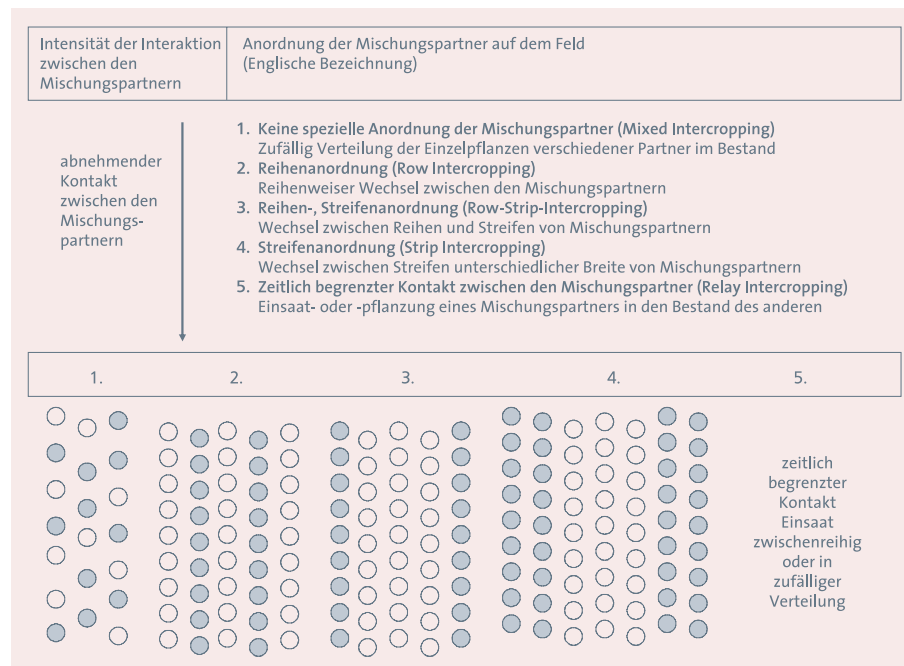 Intensität der Interaktion
zwischen den
Mischungspartnern
Anordnung der Mischungspartner auf dem Feld
(Englische Bezeichnung)
abnehmender
Kontakt
zwischen den
Mischungs-
partnern
1. Keine spezielle Anordnung der Mischungspartner (Mixed Intercropping)
Zufällig Verteilung der Einzelpflanzen verschiedener Partner im Bestand
2. Reihenanordnung (Row Intercropping)
Reihenweiser Wechsel zwischen den Mischungspartnern
3. Reihen-, Streifenanordnung (Row-Strip-Intercropping)
Wechsel zwischen Reihen und Streifen von Mischungspartnern
4. Streifenanordnung (Strip Intercropping)
Wechsel zwischen Streifen unterschiedlicher Breite von Mischungspartnern
5. Zeitlich begrenzter Kontakt zwischen den Mischungspartner (Relay Intercropping)
Einsaat- oder -pflanzung eines Mischungspartners in den Bestand des anderen
1. 2. 3. 4. 5.
zeitlich
begrenzter
Kontakt
Einsaat
zwischenreihig
oder in
zufälliger
Verteilung